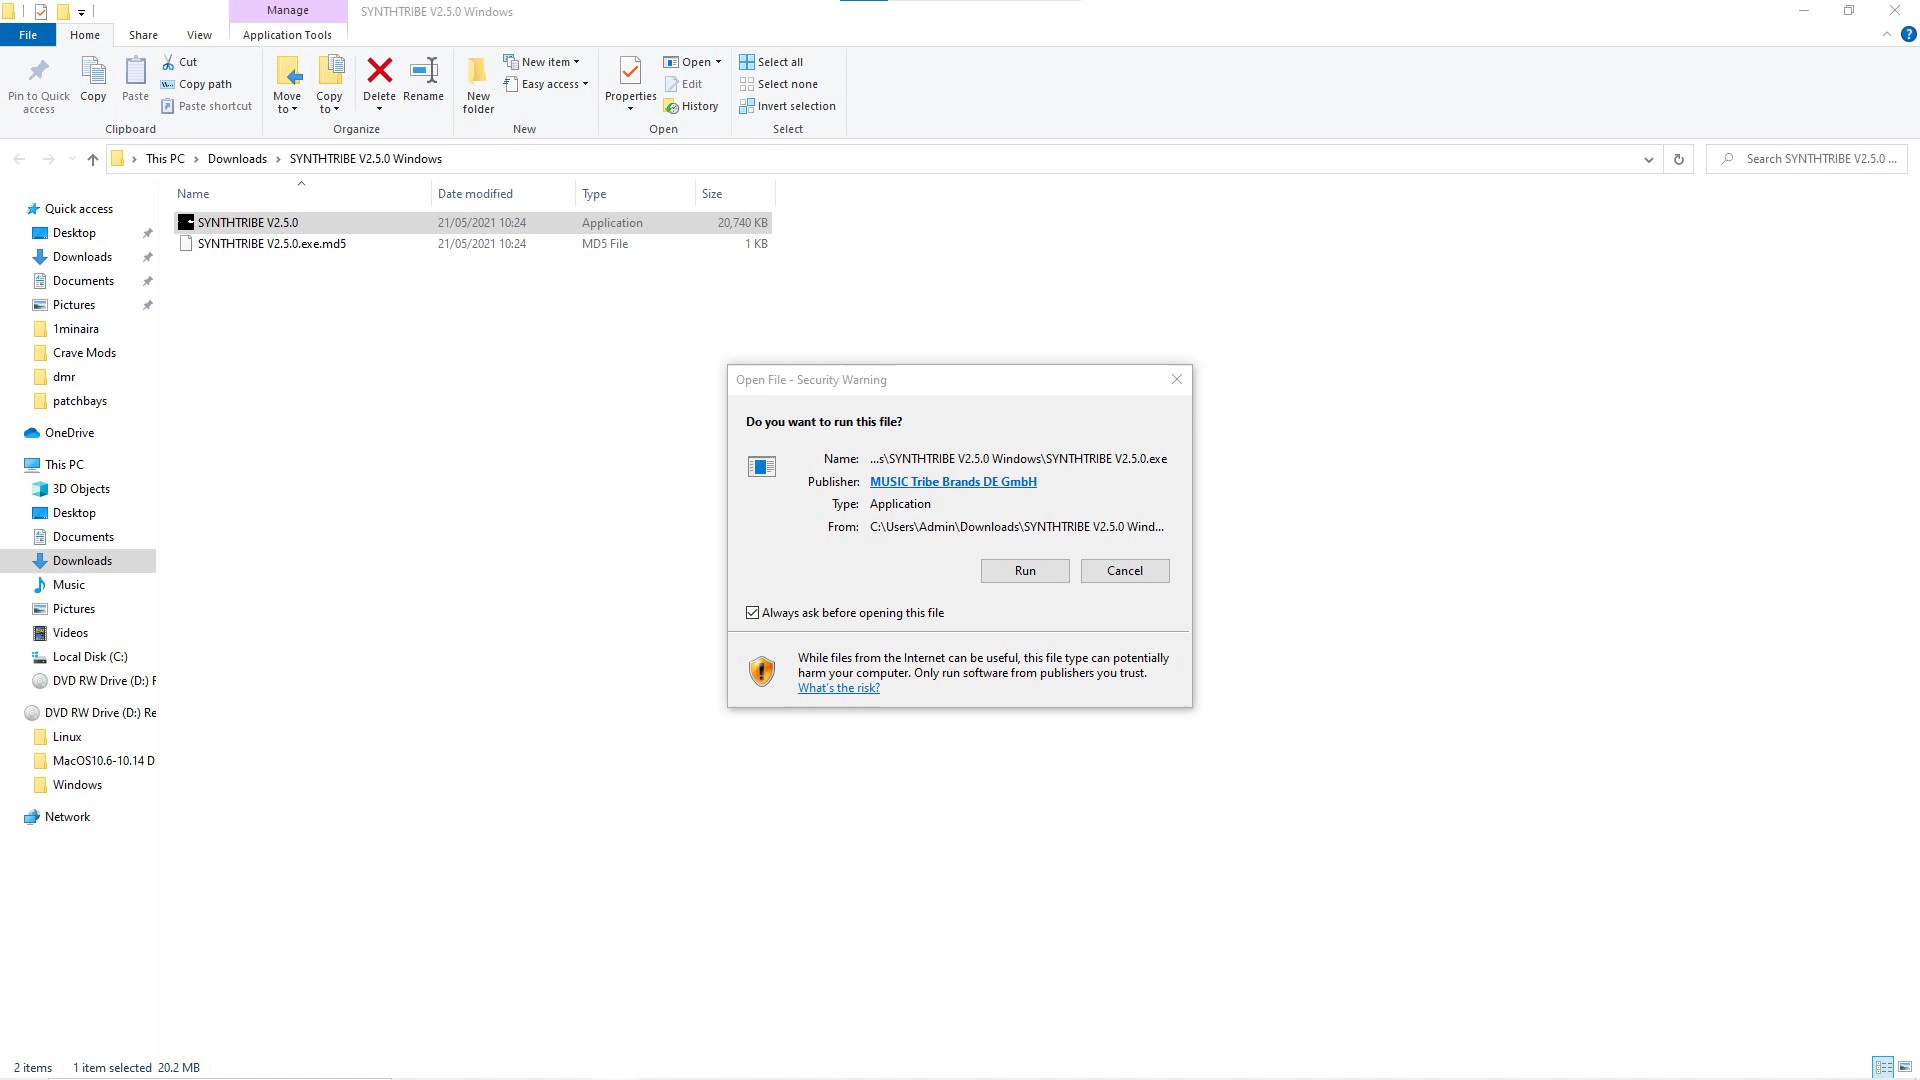 Manage
SYNTHTRIBE V2.5.0 Windows
File
Home
Share
View
Application Tools
?
Pin to Quick access
Copy
Paste
Cut
Copy path
Paste shortcut
Clipboard
Move to
Copy to
Delete
Rename
Organize
New folder
New item
Easy access
New
Properties
Open
Edit
History
Open
Select all
Select none
Invert selection
Select
This PC
Downloads
SYNTHTRIBE V2.5.0 Windows
Search SYNTHTRIBE V2.5.0 ...
Name
Date modified
Type
Size
SYNTHTRIBE V2.5.0
21/05/2021 10:24
Application
20,740 KB
SYNTHTRIBE V2.5.0.exe.md5
21/05/2021 10:24
MD5 File
1 KB
Quick access
Desktop
Downloads
Documents
Pictures
1minaira
Crave Mods
dmr
patchbays
OneDrive
This PC
3D Objects
Desktop
Documents
Downloads
Music
Pictures
Videos
Local Disk (C:)
DVD RW Drive (D:) F
DVD RW Drive (D:) Re
Linux
MacOS10.6-10.14 D
Windows
Network
Open File - Security Warning
Do you want to run this file?
Name: ...s\SYNTHTRIBE V2.5.0 Windows\SYNTHTRIBE V2.5.0.exe
Publisher: MUSIC Tribe Brands DE GmbH
Type: Application
From: C:\Users\Admin\Downloads\SYNTHTRIBE V2.5.0 Wind...
Run
Cancel
Always ask before opening this file
While files from the Internet can be useful, this file type can potentially
harm your computer. Only run software from publishers you trust.
What's the risk?
2 items
1 item selected 20.2 MB